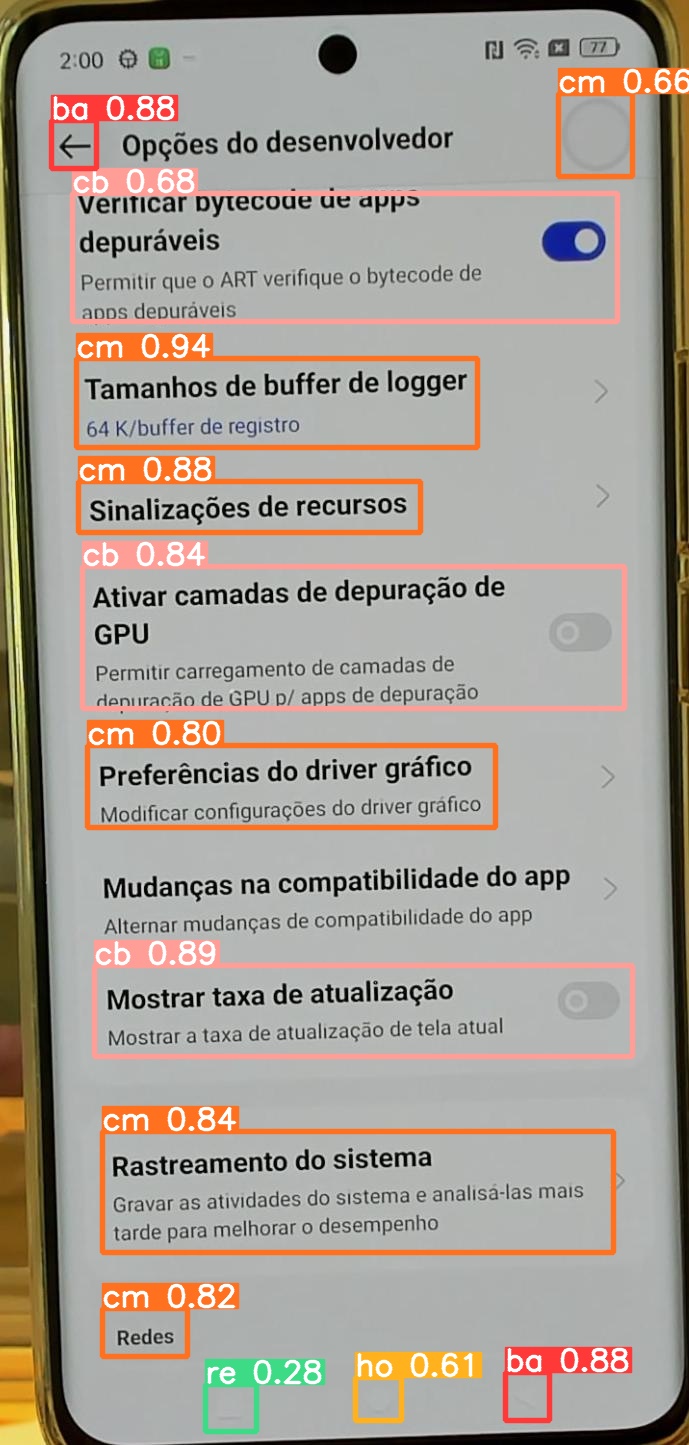 2:00
77
cm 0.66
ba 0.88
Opções do desenvolvedor
cb 0.68
Verificar bytecode de apps
depuráveis
Permitir que o ART verifique o bytecode de
apps depuráveis
cm 0.94
Tamanhos de buffer de logger
64 K/buffer de registro
cm 0.88
Sinalizações de recursos
cb 0.84
Ativar camadas de depuração de
GPU
Permitir carregamento de camadas de
depuração de GPU p/ apps de depuração
cm 0.80
Preferências do driver gráfico
Modificar configurações do driver gráfico
Mudanças na compatibilidade do app
Alternar mudanças de compatibilidade do app
cb 0.89
Mostrar taxa de atualização
Mostrar a taxa de atualização de tela atual
cm 0.84
Rastreamento do sistema
Gravar as atividades do sistema e analisá-las mais
tarde para melhorar o desempenho
cm 0.82
Redes
re 0.28
ho 0.61
ba 0.88